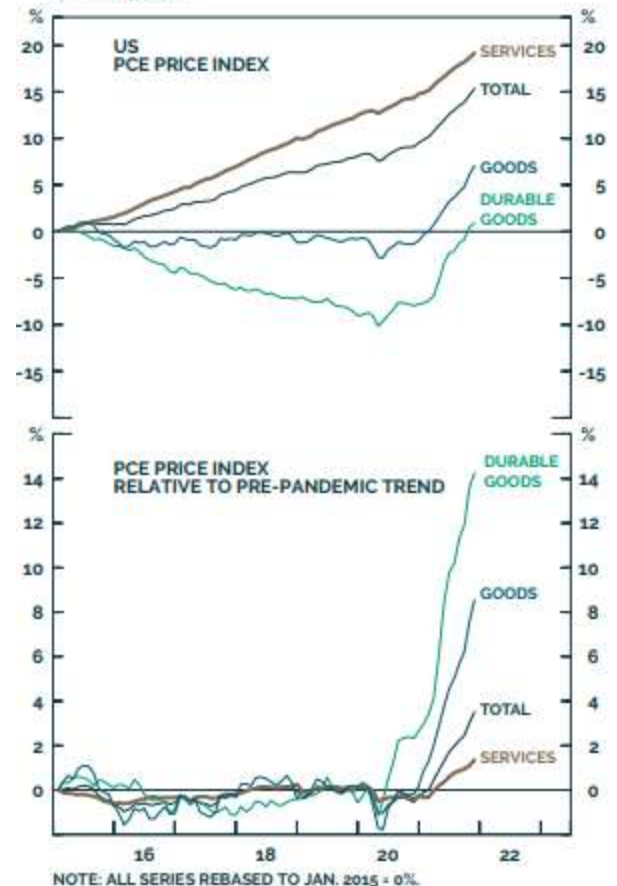 % %
US
PCE PRICE INDEX
SERVICES
TOTAL
GOODS
DURABLE
GOODS
20 20
15 15
10 10
5 5
0 0
-5 -5
-10 -10
-15 -15
% %
PCE PRICE INDEX
RELATIVE TO PRE-PANDEMIC TREND
DURABLE
GOODS
GOODS
TOTAL
SERVICES
14 14
12 12
10 10
8 8
6 6
4 4
2 2
0 0
16 18 20 22
NOTE: ALL SERIES REBASED TO JAN. 2015 = 0%.